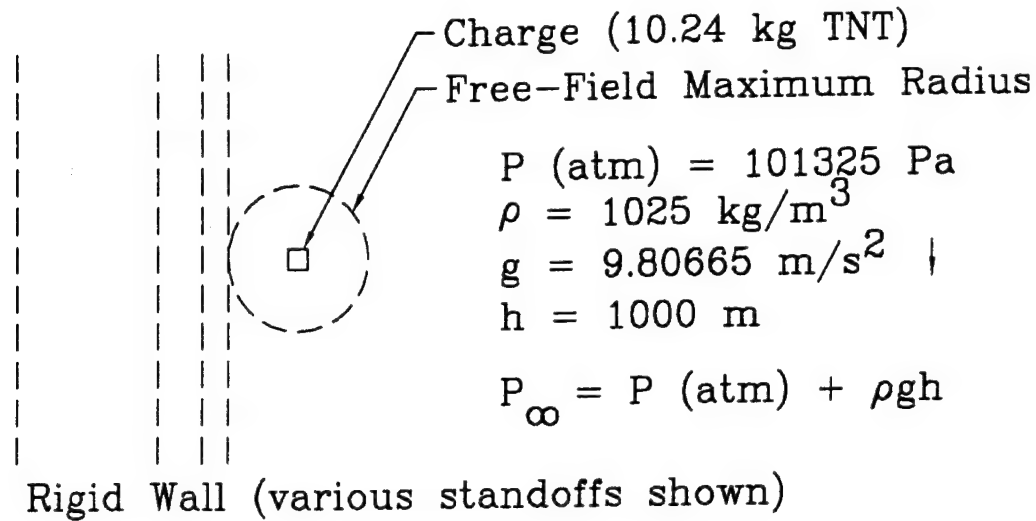 Charge (10.24 kg TNT)
Free-Field Maximum Radius
P (atm) = 101325 Pa
ρ = 1025 kg/m³
g = 9.80665 m/s² ↓
h = 1000 m
P∞ = P (atm) + ρgh
Rigid Wall (various standoffs shown)